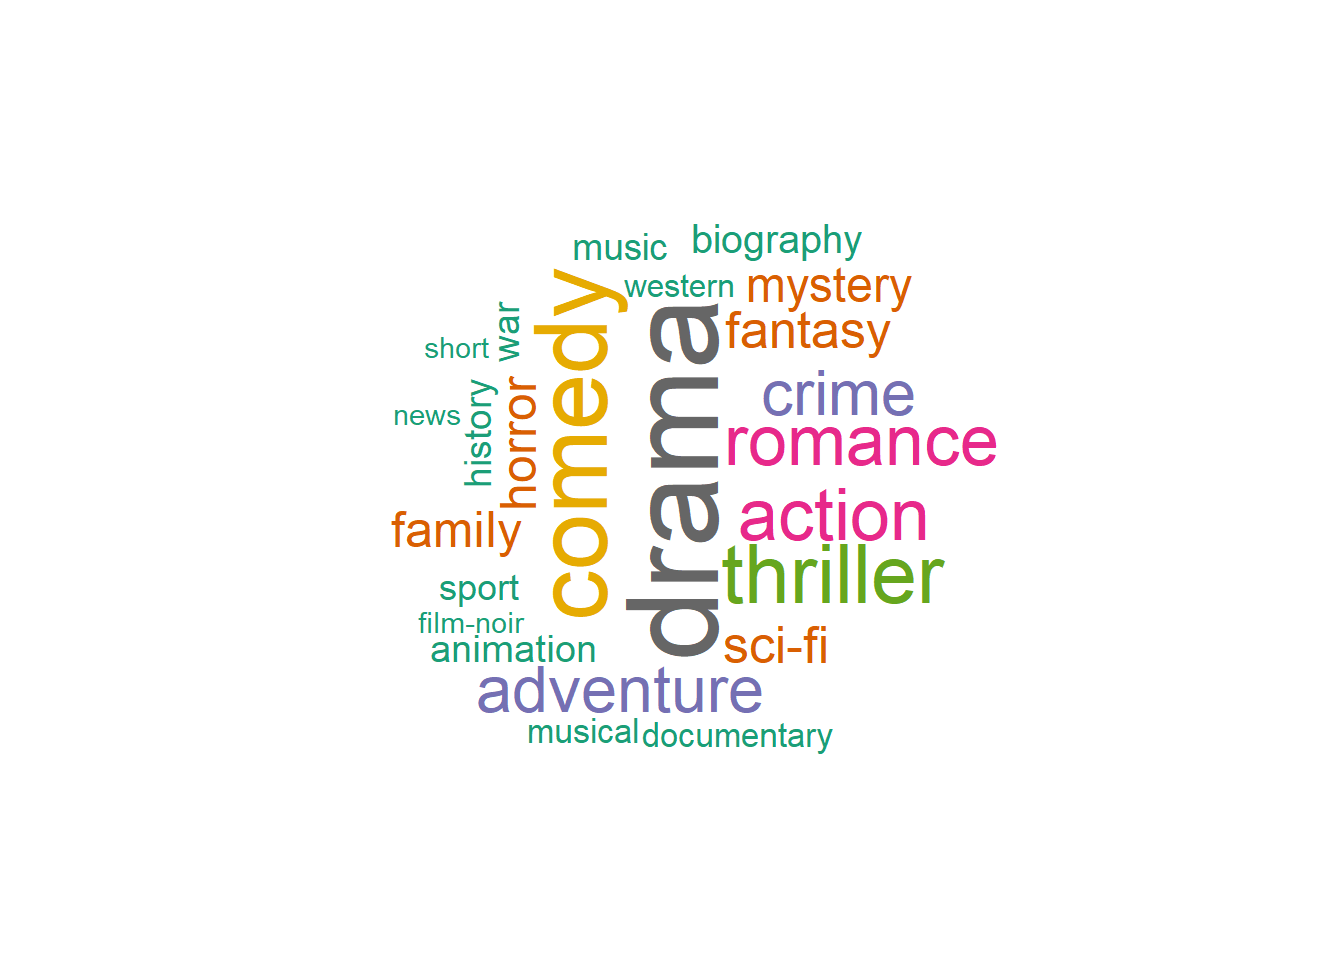 music
biography
western
mystery
fantasy
war
short
comedy
drama
crime
history
horror
news
romance
family
action
thriller
sport
film-noir
animation
sci-fi
adventure
musical
documentary